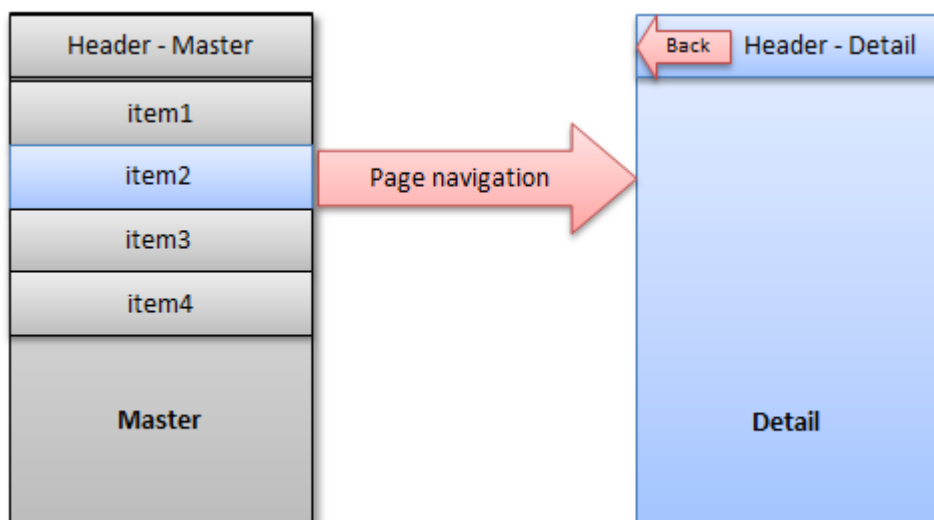 Header - Master
item1
item2
item3
item4
Master
Page navigation
Back
Header - Detail
Detail